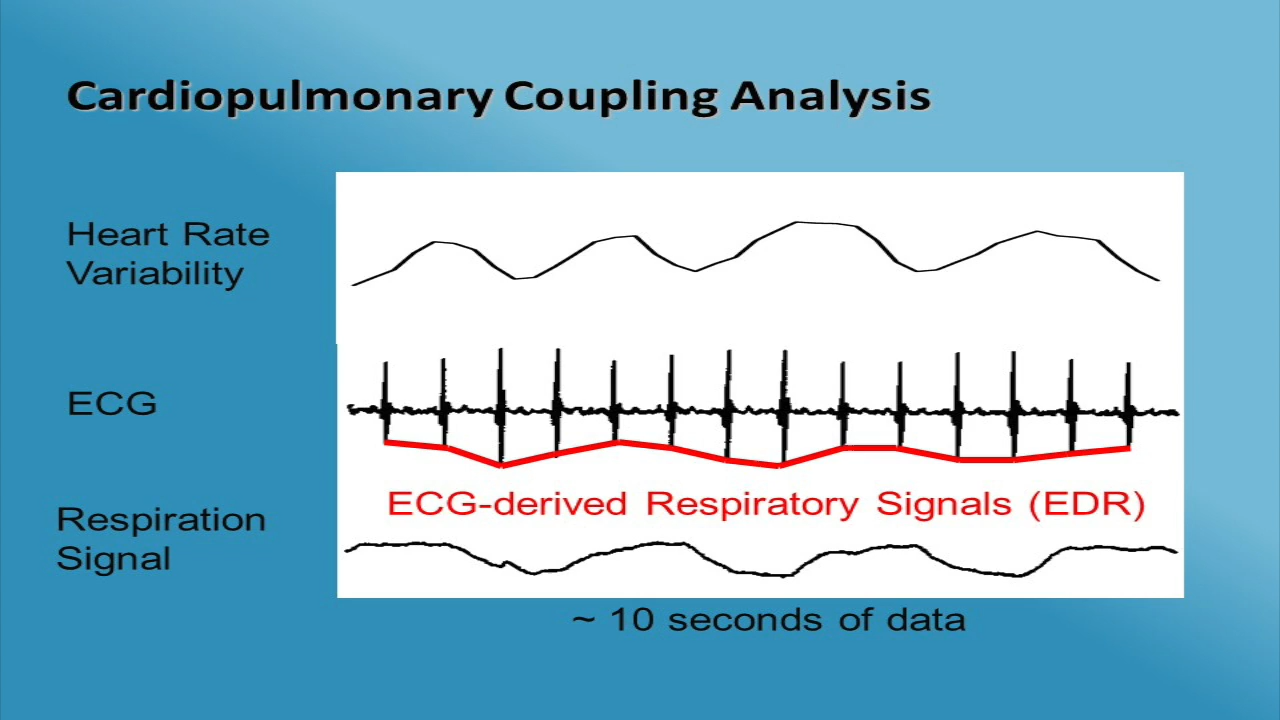 Cardiopulmonary Coupling Analysis
Heart Rate
Variability
ECG
ECG-derived Respiratory Signals (EDR)
Respiration
Signal
~ 10 seconds of data